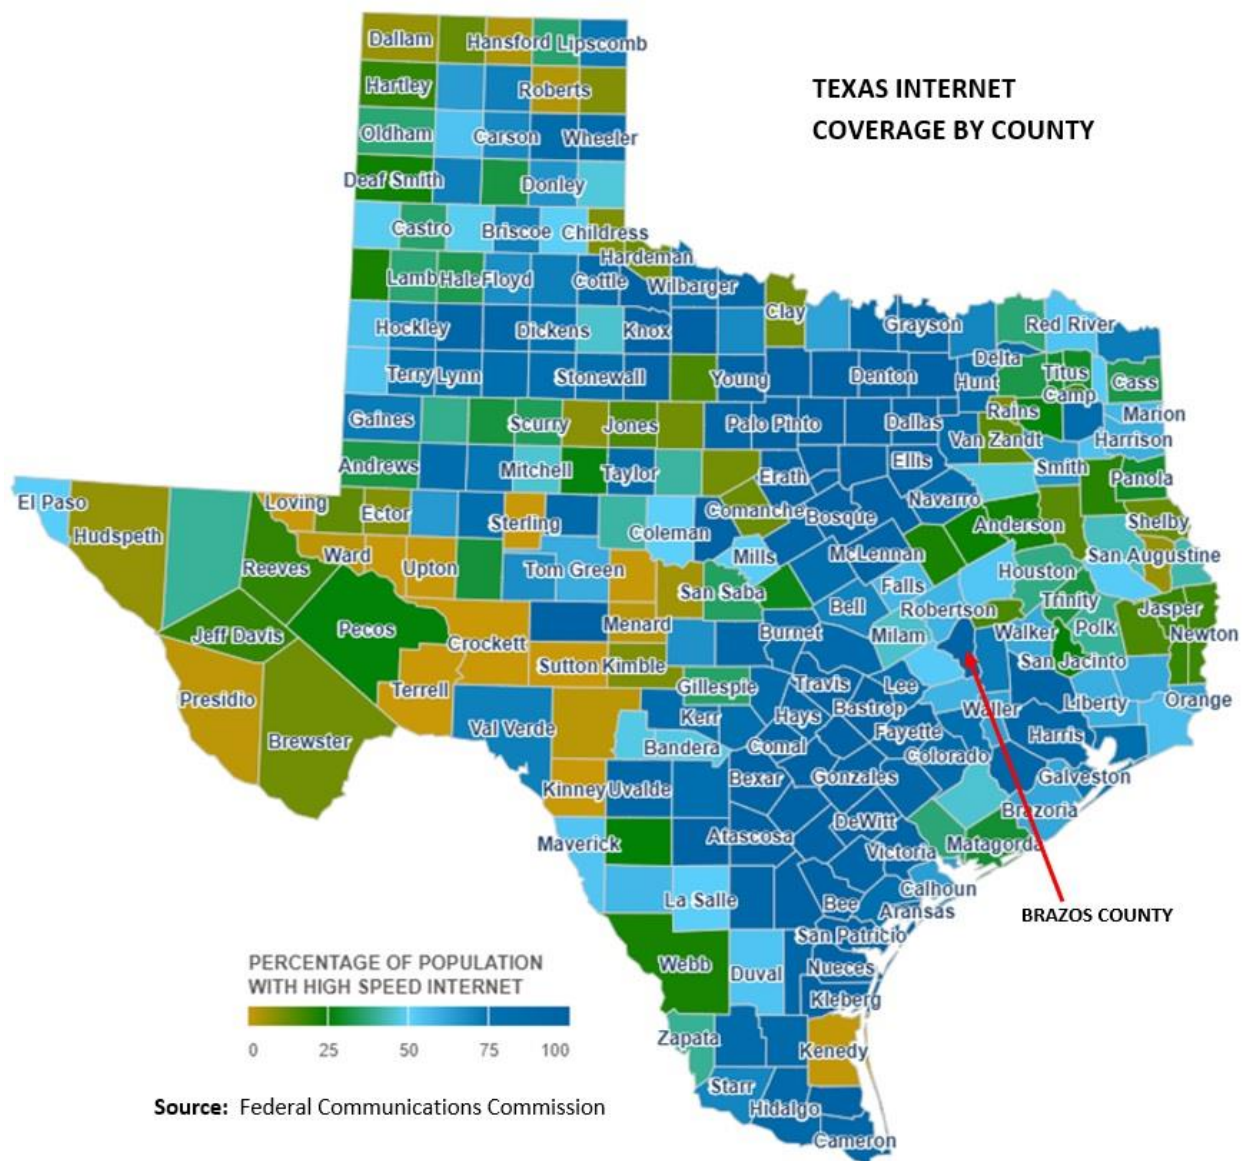 TEXAS INTERNET
COVERAGE BY COUNTY
Dallam
Hansford
Lipscomb
Hartley
Roberts
Oldham
Carson
Wheeler
Deaf Smith
Donley
Castro
Briscoe
Childress
Hardeman
Lamb
Hale
Floyd
Cottle
Wilbarger
Clay
Hockley
Dickens
Knox
Grayson
Red River
Delta
Titus
Terry
Lynn
Stonewall
Young
Denton
Hunt
Camp
Cass
Gaines
Scurry
Jones
Palo Pinto
Dallas
Rains
Marion
Van Zandt
Harrison
Andrews
Mitchell
Taylor
Erath
Ellis
Smith
Panola
El Paso
Hudspeth
Loving
Ector
Sterling
Coleman
Comanche
Bosque
Navarro
Anderson
Shelby
Reeves
Ward
Upton
Tom Green
Mills
McLennan
San Augustine
Falls
Houston
San Saba
Bell
Robertson
Trinity
Jasper
Jeff Davis
Pecos
Crockett
Menard
Burnet
Milam
Walker
Polk
Newton
Presidio
Terrell
Sutton
Kimble
Gillespie
Travis
Lee
San Jacinto
Brewster
Val Verde
Kerr
Hays
Bastrop
Waller
Liberty
Orange
Bandera
Comal
Fayette
Harris
Colorado
Kinney
Uvalde
Bexar
Gonzales
Galveston
Brazoria
Maverick
Atascosa
DeWitt
Victoria
Matagorda
La Salle
Bee
Calhoun
Aransas
BRAZOS COUNTY
San Patricio
Webb
Duval
Nueces
Kleberg
Zapata
Kenedy
Starr
Hidalgo
Cameron
PERCENTAGE OF POPULATION
WITH HIGH SPEED INTERNET
0 25 50 75 100
Source: Federal Communications Commission